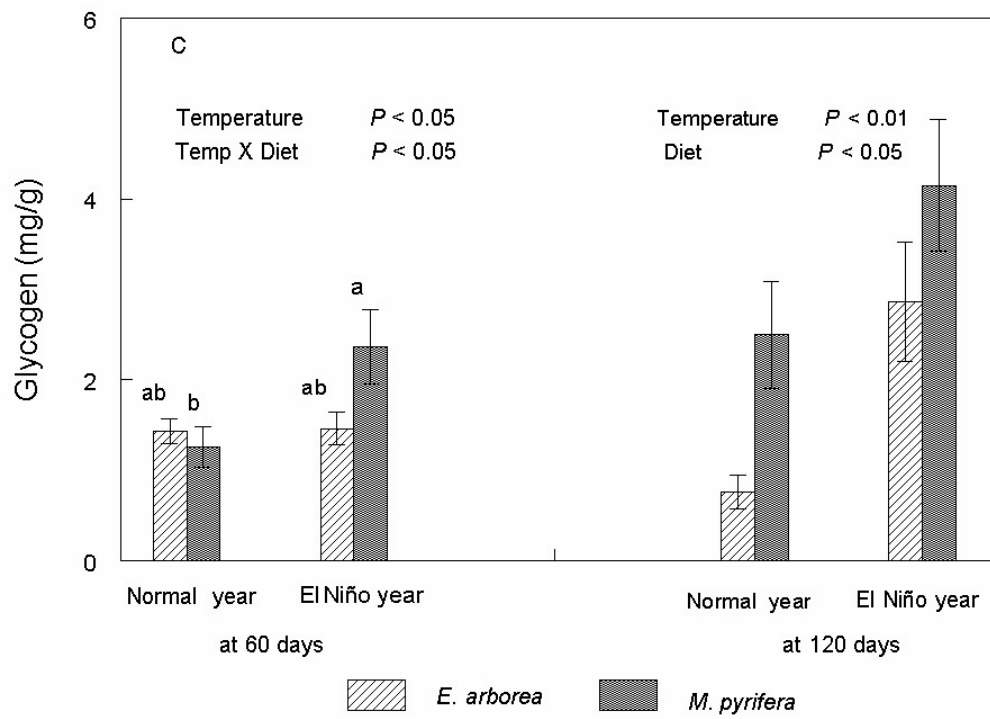 6
C
Temperature P < 0.05
Temp X Diet P < 0.05
Temperature P < 0.01
Diet P < 0.05
4
Glycogen (mg/g)
a
2
ab
b
ab
0
Normal year El Niño year
Normal year El Niño year
at 60 days
at 120 days
E. arborea M. pyrifera